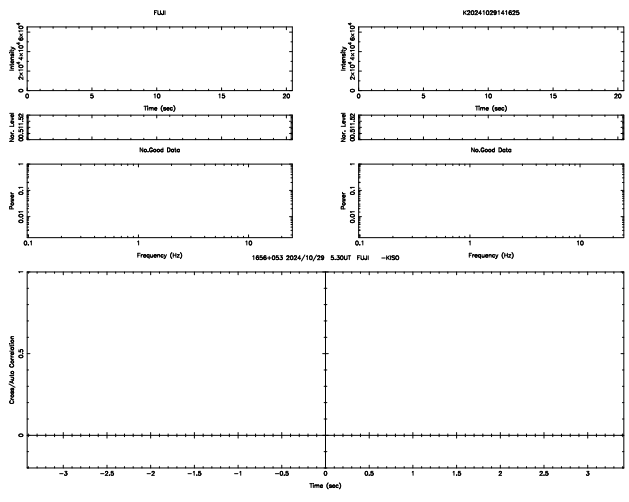 FUJI K20241029141625
Intensity 0 2×10⁴ 4×10⁴ 6×10⁴ Intensity 0 2×10⁴ 4×10⁴ 6×10⁴
0 5 10 15 20 0 5 10 15 20
Time (sec) Time (sec)
Nor. Level 00.511.52 Nor. Level 00.511.52
No.Good Data No.Good Data
Power 1 0.1 0.01 Power 1 0.1 0.01
0.1 1 10 0.1 1 10
Frequency (Hz) Frequency (Hz)
1656+053 2024/10/29 5.30UT FUJI -KISO
Cross/Auto Correlation 1 0.5 0
-3 -2.5 -2 -1.5 -1 -0.5 0 0.5 1 1.5 2 2.5 3
Time (sec)